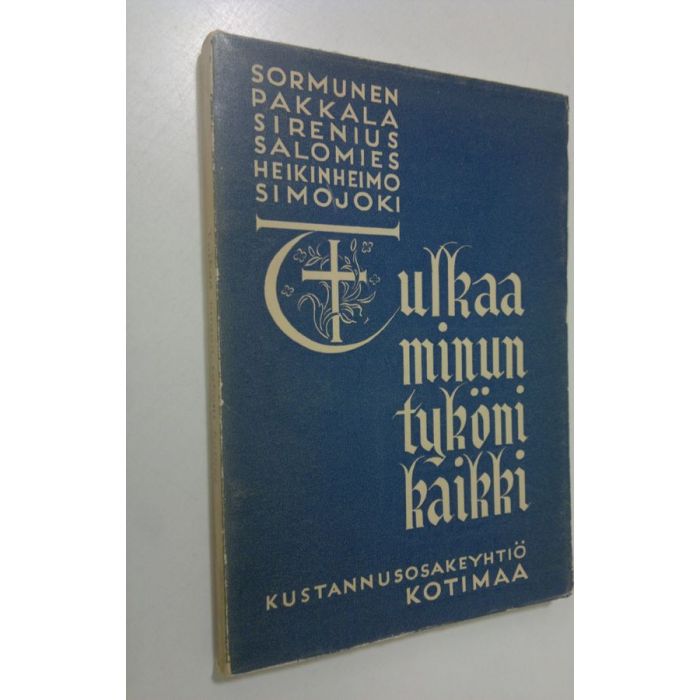 SORMUNEN
PAKKALA
SIRENIUS
SALOMIES
HEIKINHEIMO
SIMOJOKI
Tulkaa
minun
tyköni
kaikki
KUSTANNUSOSAKEYHTIÖ
KOTIMAA